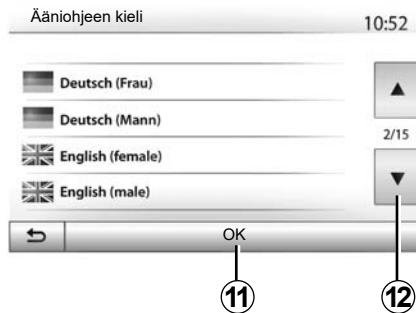 Ääniohjeen kieli
10:52
Deutsch (Frau)
Deutsch (Mann)
2/15
English (female)
English (male)
OK
11
12